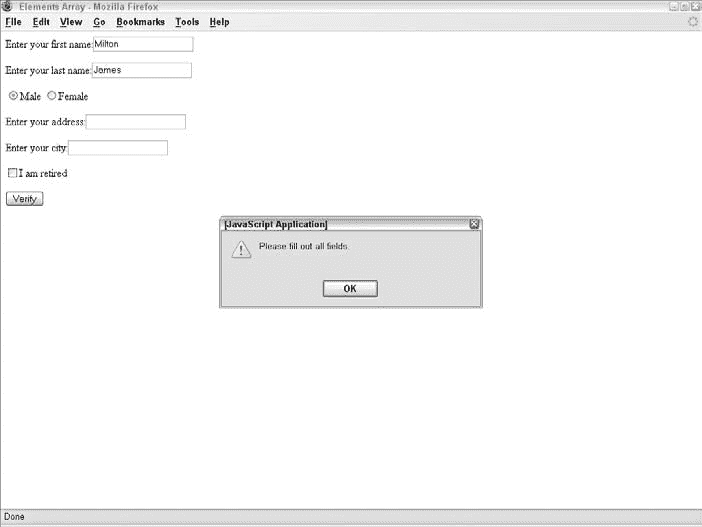 Elements Array - Mozilla Firefox
File Edit View Go Bookmarks Tools Help
Enter your first name: Milton
Enter your last name: James
Male Female
Enter your address:
Enter your city:
I am retired
Verify
[JavaScript Application]
Please fill out all fields.
OK
Done